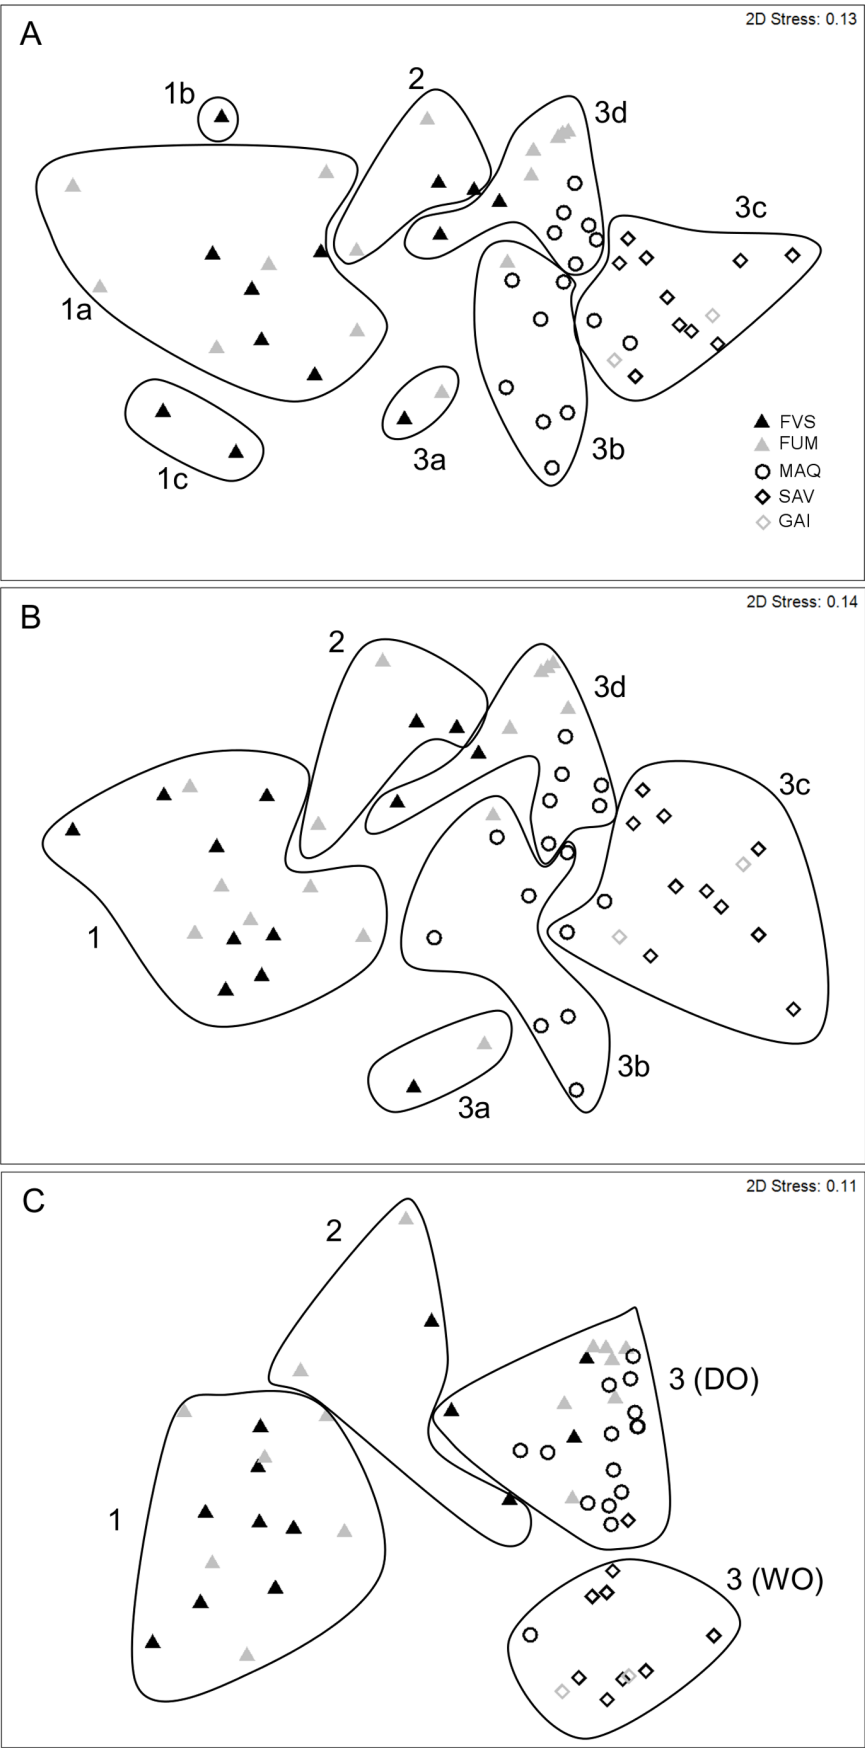 A
2D Stress: 0.13
1b
2
3d
3c
1a
1c
3a
3b
FVS
FUM
MAQ
SAV
GAI
B
2D Stress: 0.14
2
3d
3c
1
3b
3a
C
2D Stress: 0.11
2
3 (DO)
1
3 (WO)